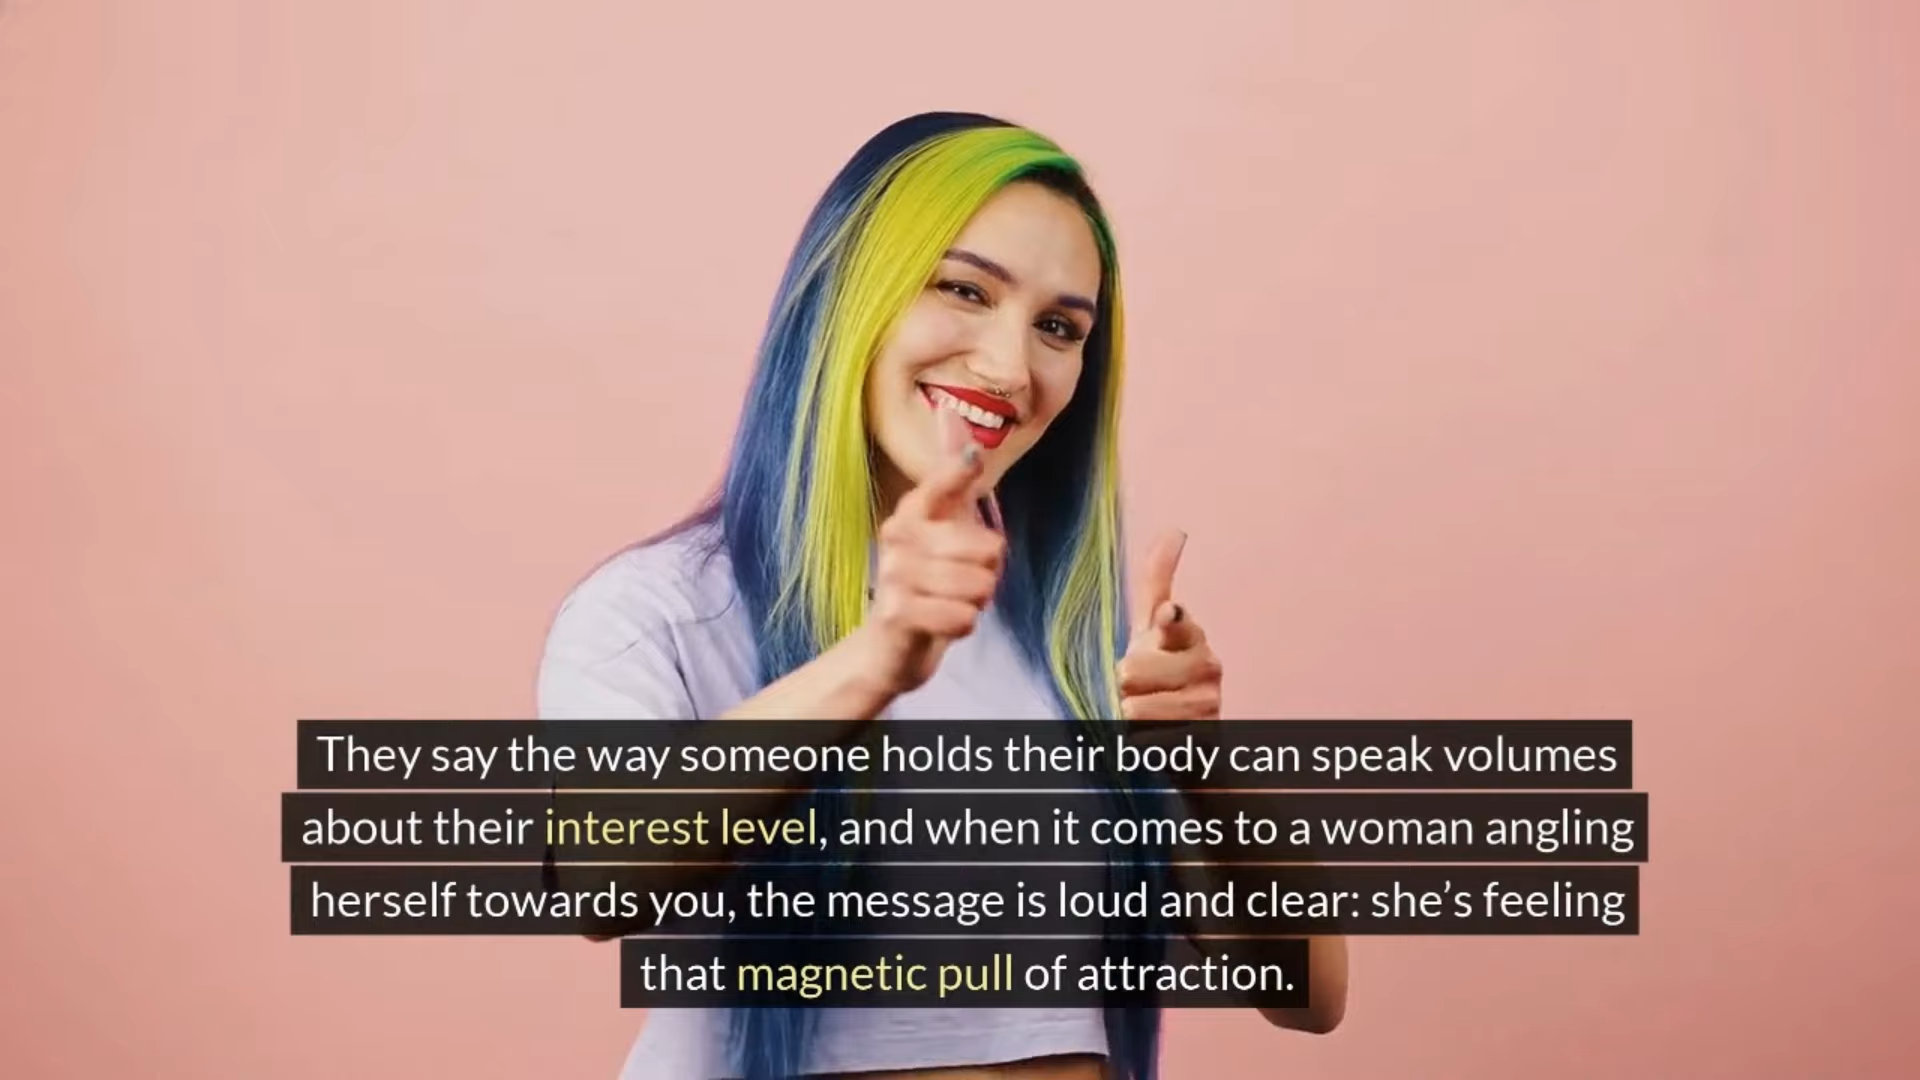 They say the way someone holds their body can speak volumes
about their interest level, and when it comes to a woman angling
herself towards you, the message is loud and clear: she’s feeling
that magnetic pull of attraction.